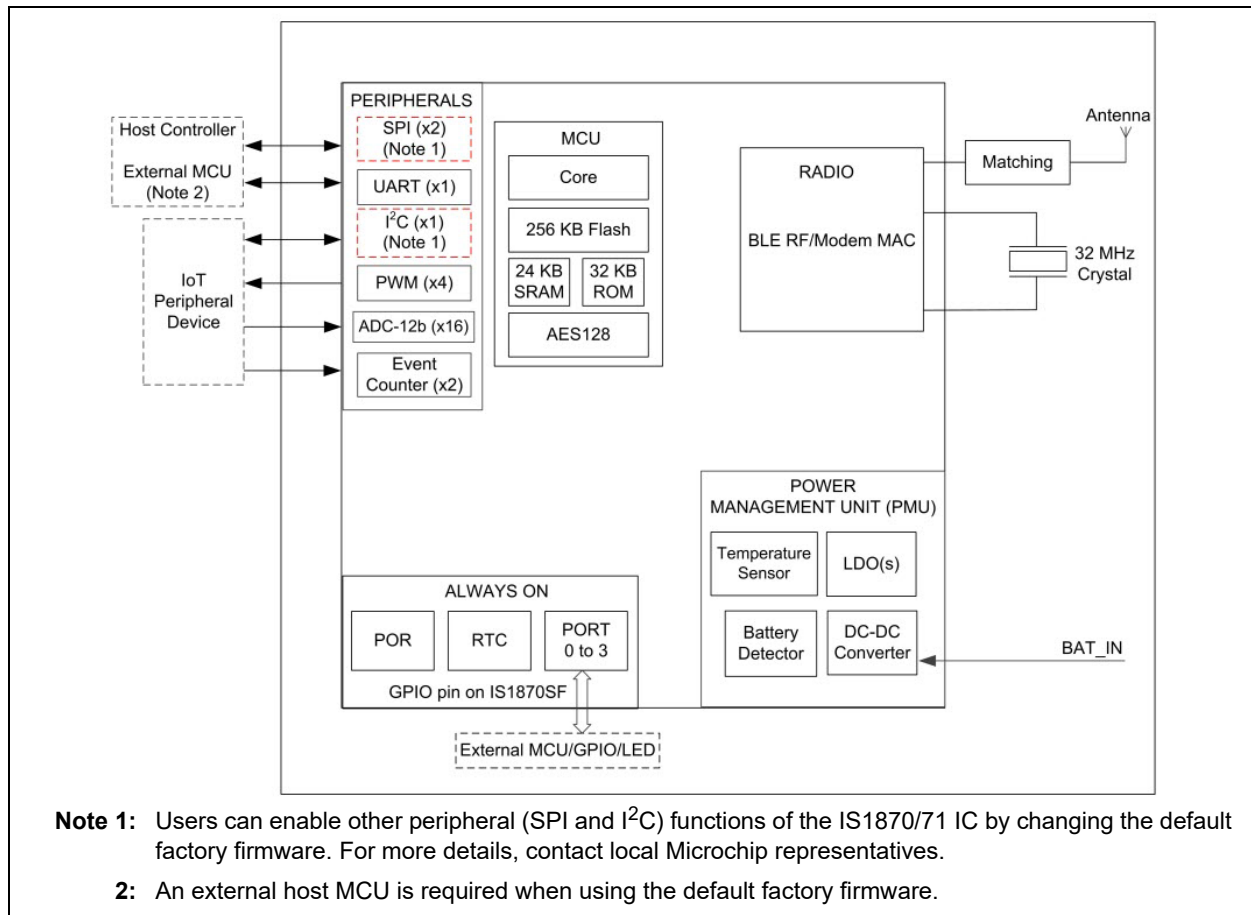 PERIPHERALS
SPI (x2)
(Note 1)
UART (x1)
I²C (x1)
(Note 1)
PWM (x4)
ADC-12b (x16)
Event
Counter (x2)
Host Controller
External MCU
(Note 2)
IoT
Peripheral
Device
MCU
Core
256 KB Flash
24 KB
SRAM
32 KB
ROM
AES128
RADIO
BLE RF/Modem MAC
Matching
Antenna
32 MHz
Crystal
POWER
MANAGEMENT UNIT (PMU)
Temperature
Sensor
LDO(s)
Battery
Detector
DC-DC
Converter
BAT_IN
ALWAYS ON
POR
RTC
PORT
0 to 3
GPIO pin on IS1870SF
External MCU/GPIO/LED
Note 1: Users can enable other peripheral (SPI and I²C) functions of the IS1870/71 IC by changing the default
factory firmware. For more details, contact local Microchip representatives.
2: An external host MCU is required when using the default factory firmware.